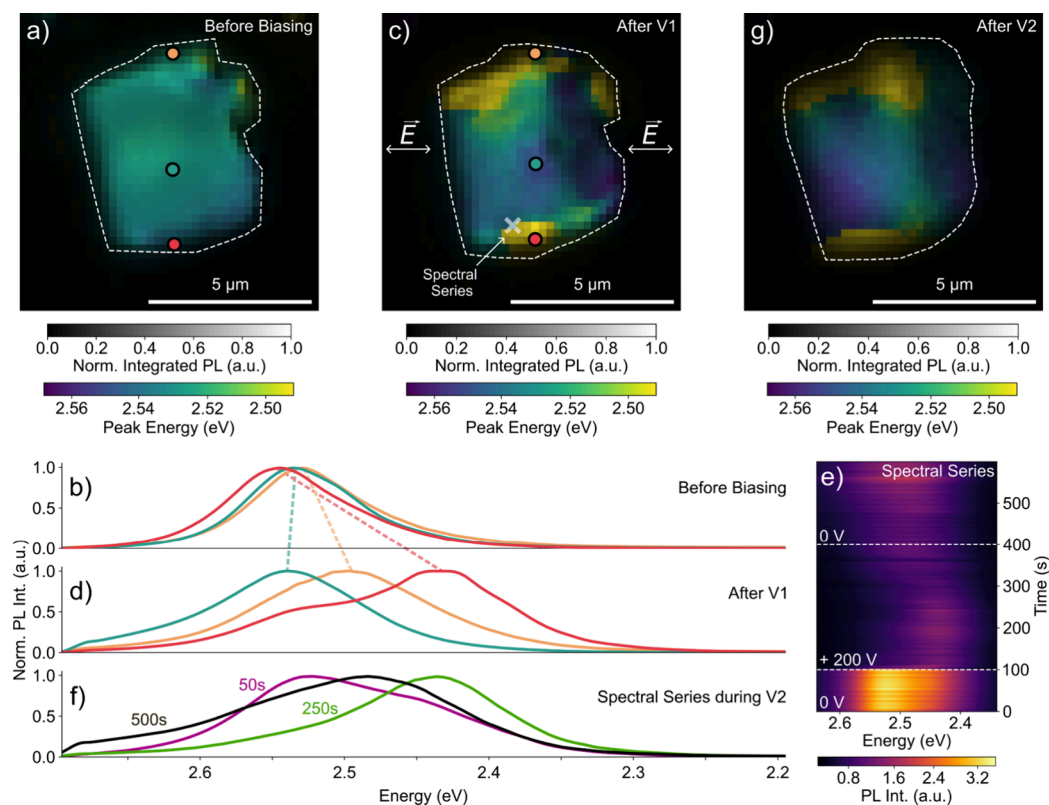 a)
Before Biasing
5 µm
0.0 0.2 0.4 0.6 0.8 1.0
Norm. Integrated PL (a.u.)
2.56 2.54 2.52 2.50
Peak Energy (eV)
c)
After V1
E
E
Spectral
Series
5 µm
0.0 0.2 0.4 0.6 0.8 1.0
Norm. Integrated PL (a.u.)
2.56 2.54 2.52 2.50
Peak Energy (eV)
g)
After V2
5 µm
0.0 0.2 0.4 0.6 0.8 1.0
Norm. Integrated PL (a.u.)
2.56 2.54 2.52 2.50
Peak Energy (eV)
Norm. PL Int. (a.u.)
1.0
b)
Before Biasing
0.5
0.0
1.0
d)
After V1
0.5
0.0
1.0
f)
50s
Spectral Series during V2
500s
250s
0.5
0.0
2.6 2.5 2.4 2.3 2.2
Energy (eV)
e)
Spectral Series
500
0 V
400
300
200
+ 200 V
100
0 V
0
Time (s)
2.6 2.5 2.4
Energy (eV)
0.8 1.6 2.4 3.2
PL Int. (a.u.)